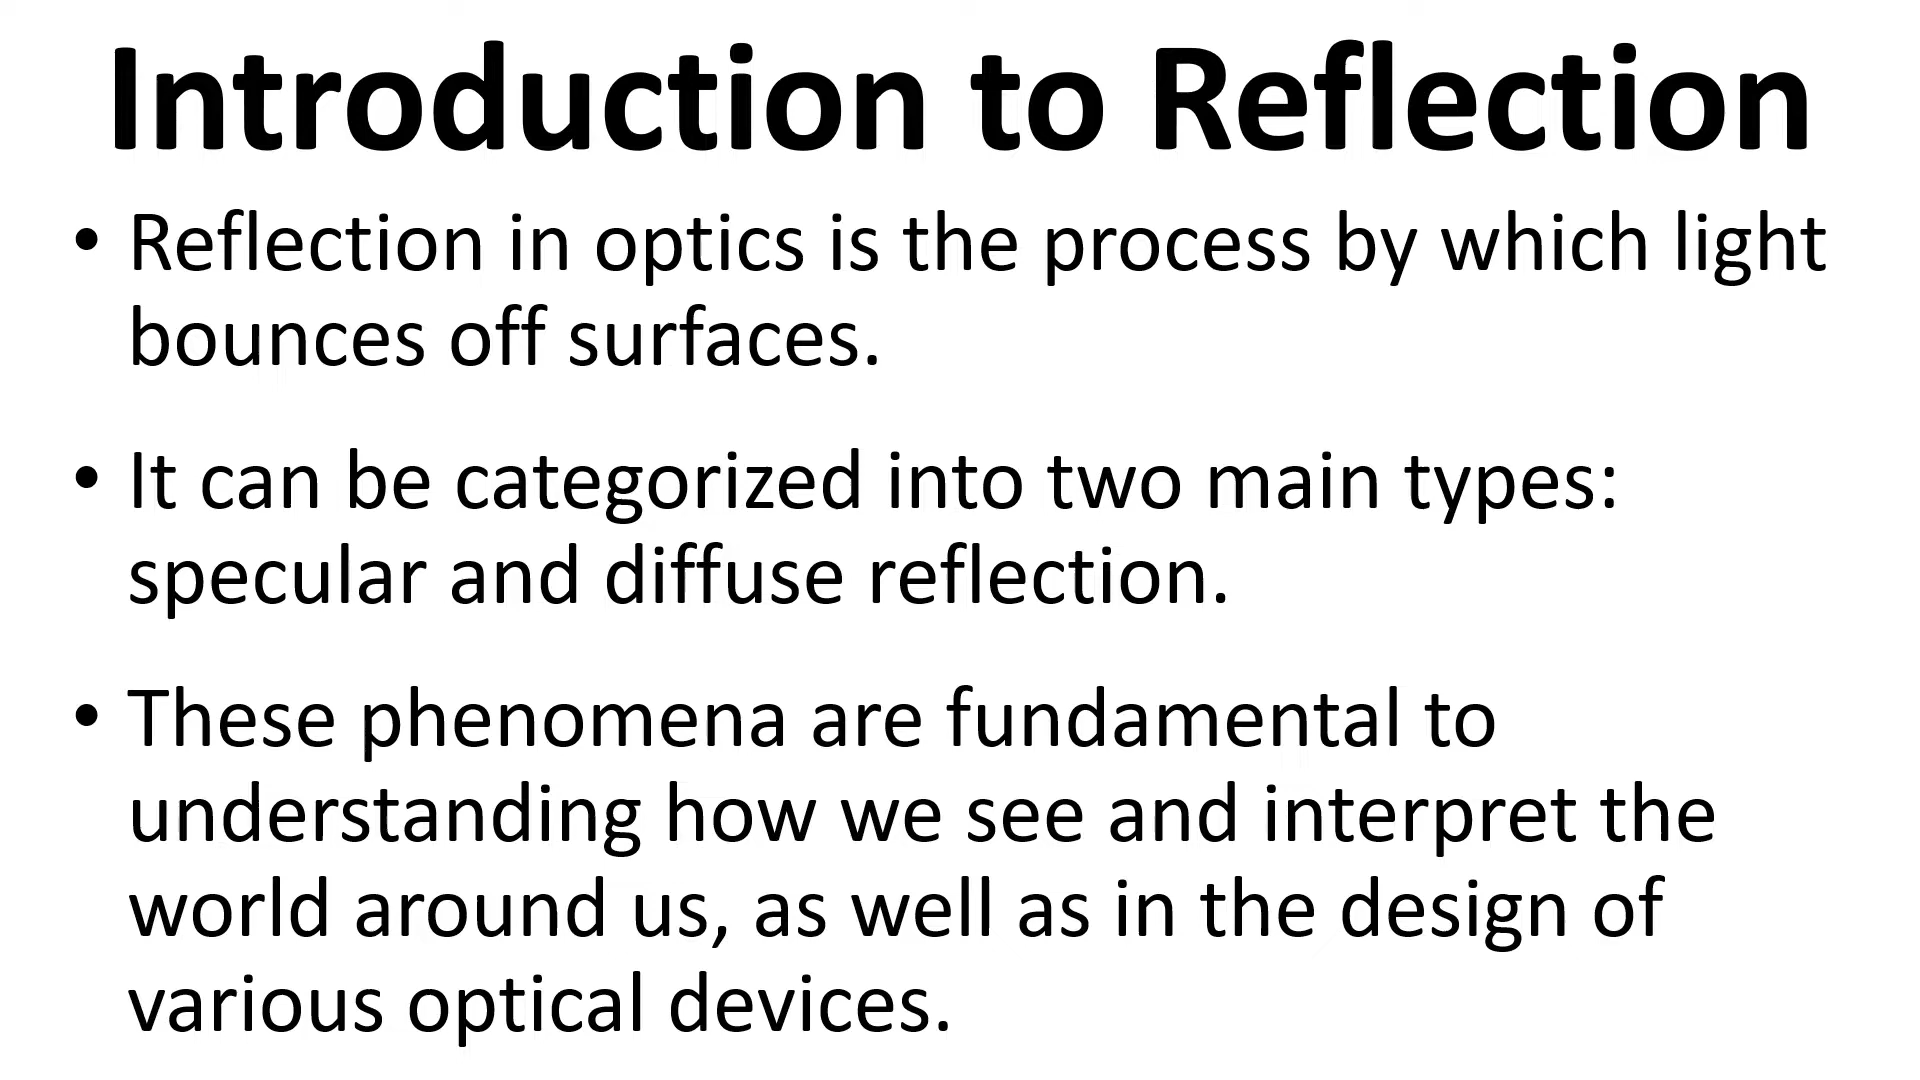 Introduction to Reflection
• Reflection in optics is the process by which light
bounces off surfaces.
• It can be categorized into two main types:
specular and diffuse reflection.
• These phenomena are fundamental to
understanding how we see and interpret the
world around us, as well as in the design of
various optical devices.